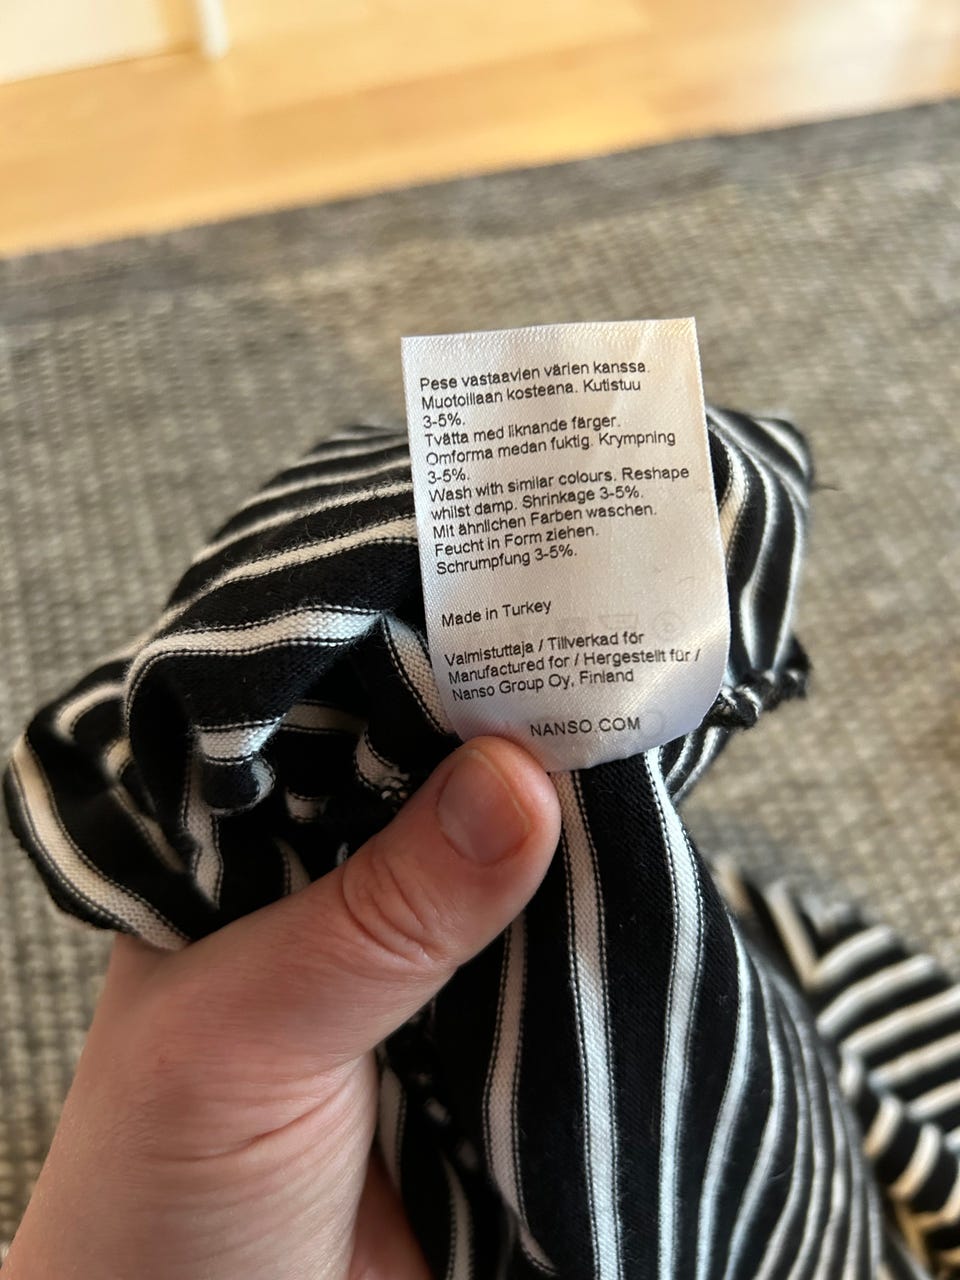 Pese vastaavien värien kanssa.
Muotoillaan kosteana. Kutistuu
3-5%.
Tvätta med liknande färger.
Omforma medan fuktig. Krympning
3-5%.
Wash with similar colours. Reshape
whilst damp. Shrinkage 3-5%.
Mit ähnlichen Farben waschen.
Feucht in Form ziehen.
Schrumpfung 3-5%.
Made in Turkey
Valmistuttaja / Tillverkad för
Manufactured for / Hergestellt für /
Nanso Group Oy, Finland
NANSO.COM